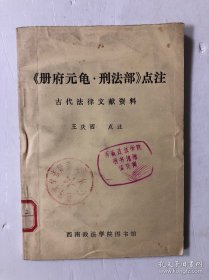 《册府元龟·刑法部》点注
古代法律文献资料
王庆西 点注
西南政法学院图书馆